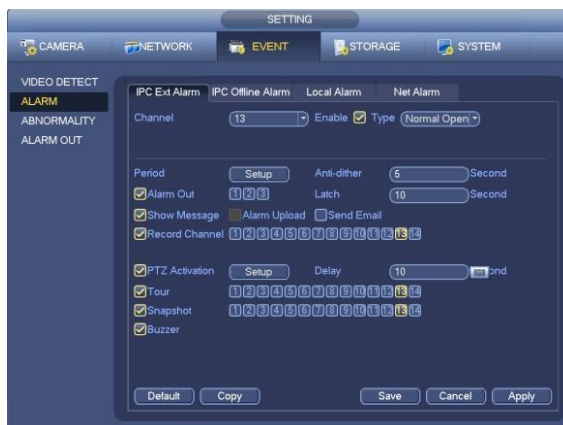 SETTING
CAMERA NETWORK EVENT STORAGE SYSTEM
VIDEO DETECT
ALARM
ABNORMALITY
ALARM OUT
IPC Ext Alarm IPC Offline Alarm Local Alarm Net Alarm
Channel 13 Enable Type Normal Open
Period Setup Anti-dither 5 Second
Alarm Out 1 2 3 Latch 10 Second
Show Message Alarm Upload Send Email
Record Channel 1 2 3 4 5 6 7 8 9 10 11 12 13 14
PTZ Activation Setup Delay 10 ond
Tour 1 2 3 4 5 6 7 8 9 10 11 12 13 14
Snapshot 1 2 3 4 5 6 7 8 9 10 11 12 13 14
Buzzer
Default Copy Save Cancel Apply